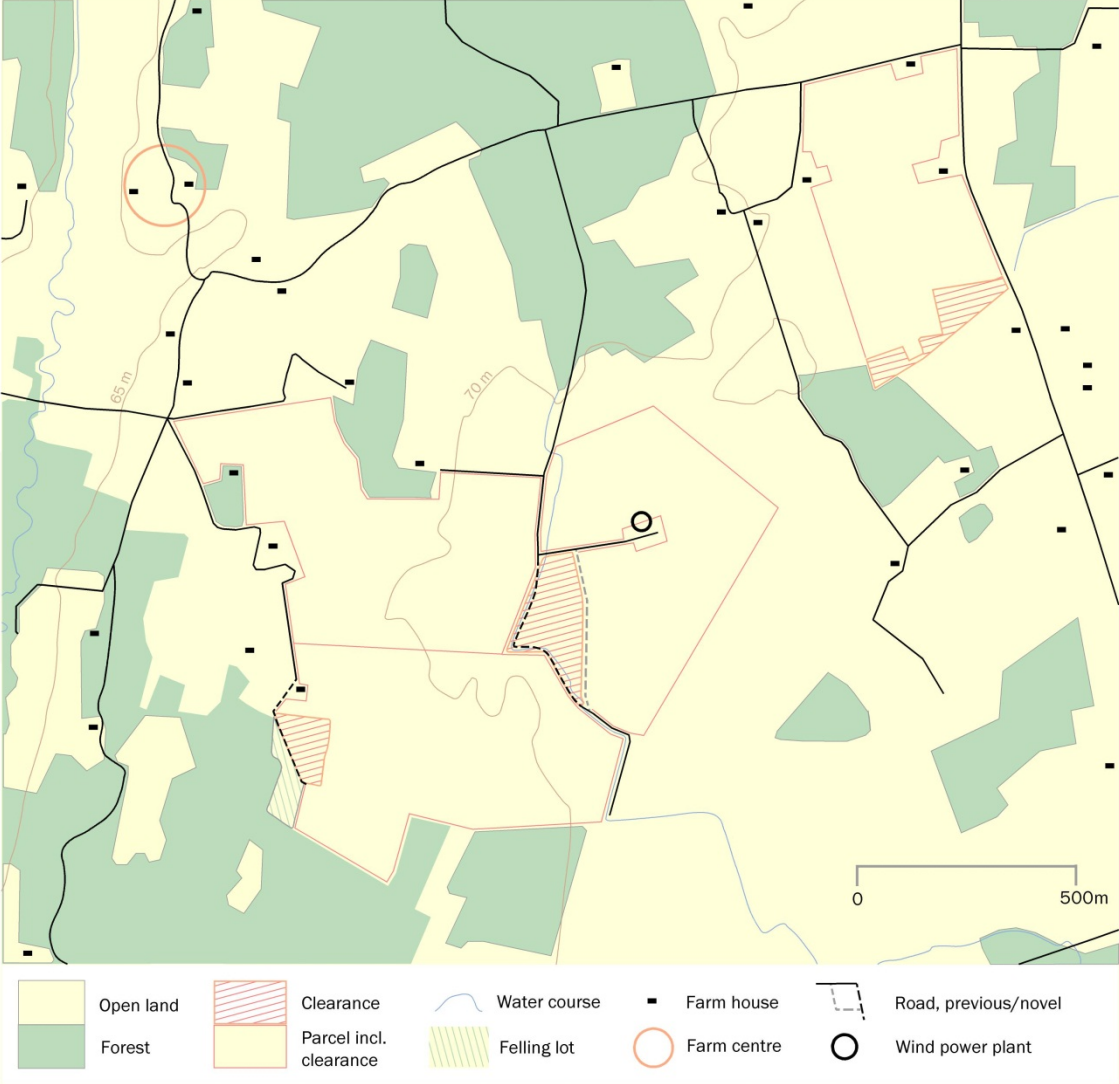 65 m
70 m
0
500m
Open land
Clearance
Water course
Farm house
Road, previous/novel
Forest
Parcel incl.
clearance
Felling lot
Farm centre
Wind power plant